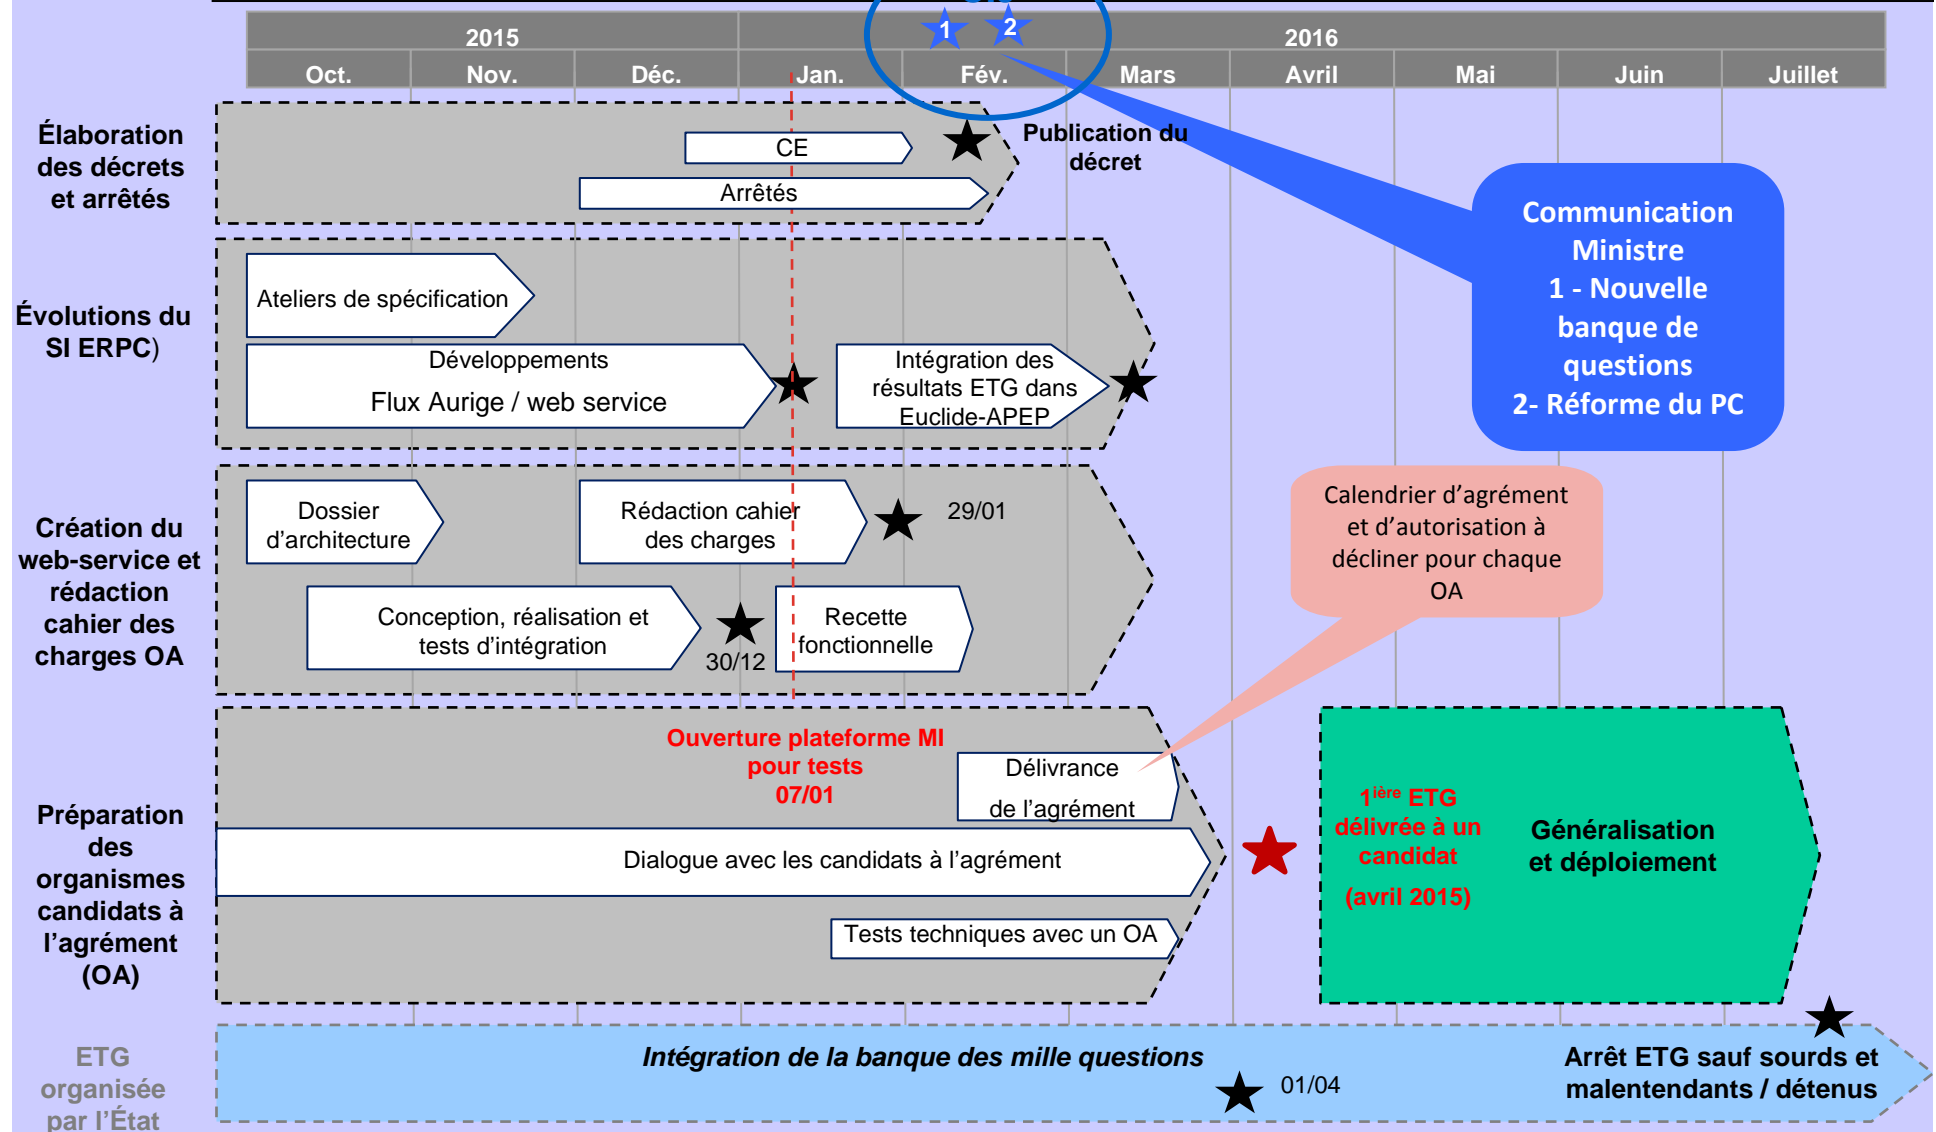 2015
2016
1
2
Oct.
Nov.
Déc.
Jan.
Fév.
Mars
Avril
Mai
Juin
Juillet
Élaboration
des décrets
et arrêtés
CE
Arrêtés
Publication du
décret
Communication
Ministre
1 - Nouvelle
banque de
questions
2- Réforme du PC
Évolutions du
SI ERPC)
Ateliers de spécification
Développements
Flux Aurige / web service
Intégration des
résultats ETG dans
Euclide-APEP
Création du
web-service et
rédaction
cahier des
charges OA
Dossier
d'architecture
Rédaction cahier
des charges
29/01
Conception, réalisation et
tests d'intégration
30/12
Recette
fonctionnelle
Calendrier d'agrément
et d'autorisation à
décliner pour chaque
OA
Préparation
des
organismes
candidats à
l'agrément
(OA)
Ouverture plateforme MI
pour tests
07/01
Délivrance
de l'agrément
Dialogue avec les candidats à l'agrément
Tests techniques avec un OA
1ière ETG
délivrée à un
candidat
(avril 2015)
Généralisation
et déploiement
ETG
organisée
par l'État
Intégration de la banque des mille questions
01/04
Arrêt ETG sauf sourds et
malentendants / détenus